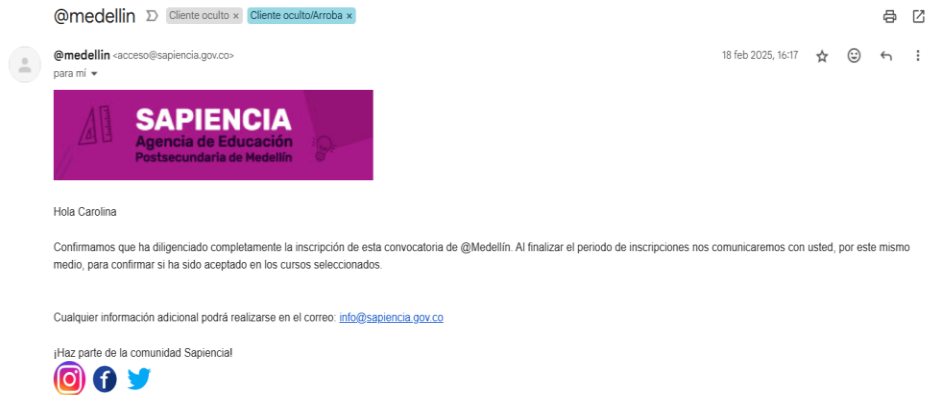 @medellin Cliente oculto × Cliente oculto/Arroba ×
@medellin <acceso@sapiencia.gov.co> 18 feb 2025, 16:17
para mí
SAPIENCIA
Agencia de Educación
Postsecundaria de Medellín
Hola Carolina
Confirmamos que ha diligenciado completamente la inscripción de esta convocatoria de @Medellín. Al finalizar el periodo de inscripciones nos comunicaremos con usted, por este mismo
medio, para confirmar si ha sido aceptado en los cursos seleccionados.
Cualquier información adicional podrá realizarse en el correo: info@sapiencia.gov.co
¡Haz parte de la comunidad Sapiencia!